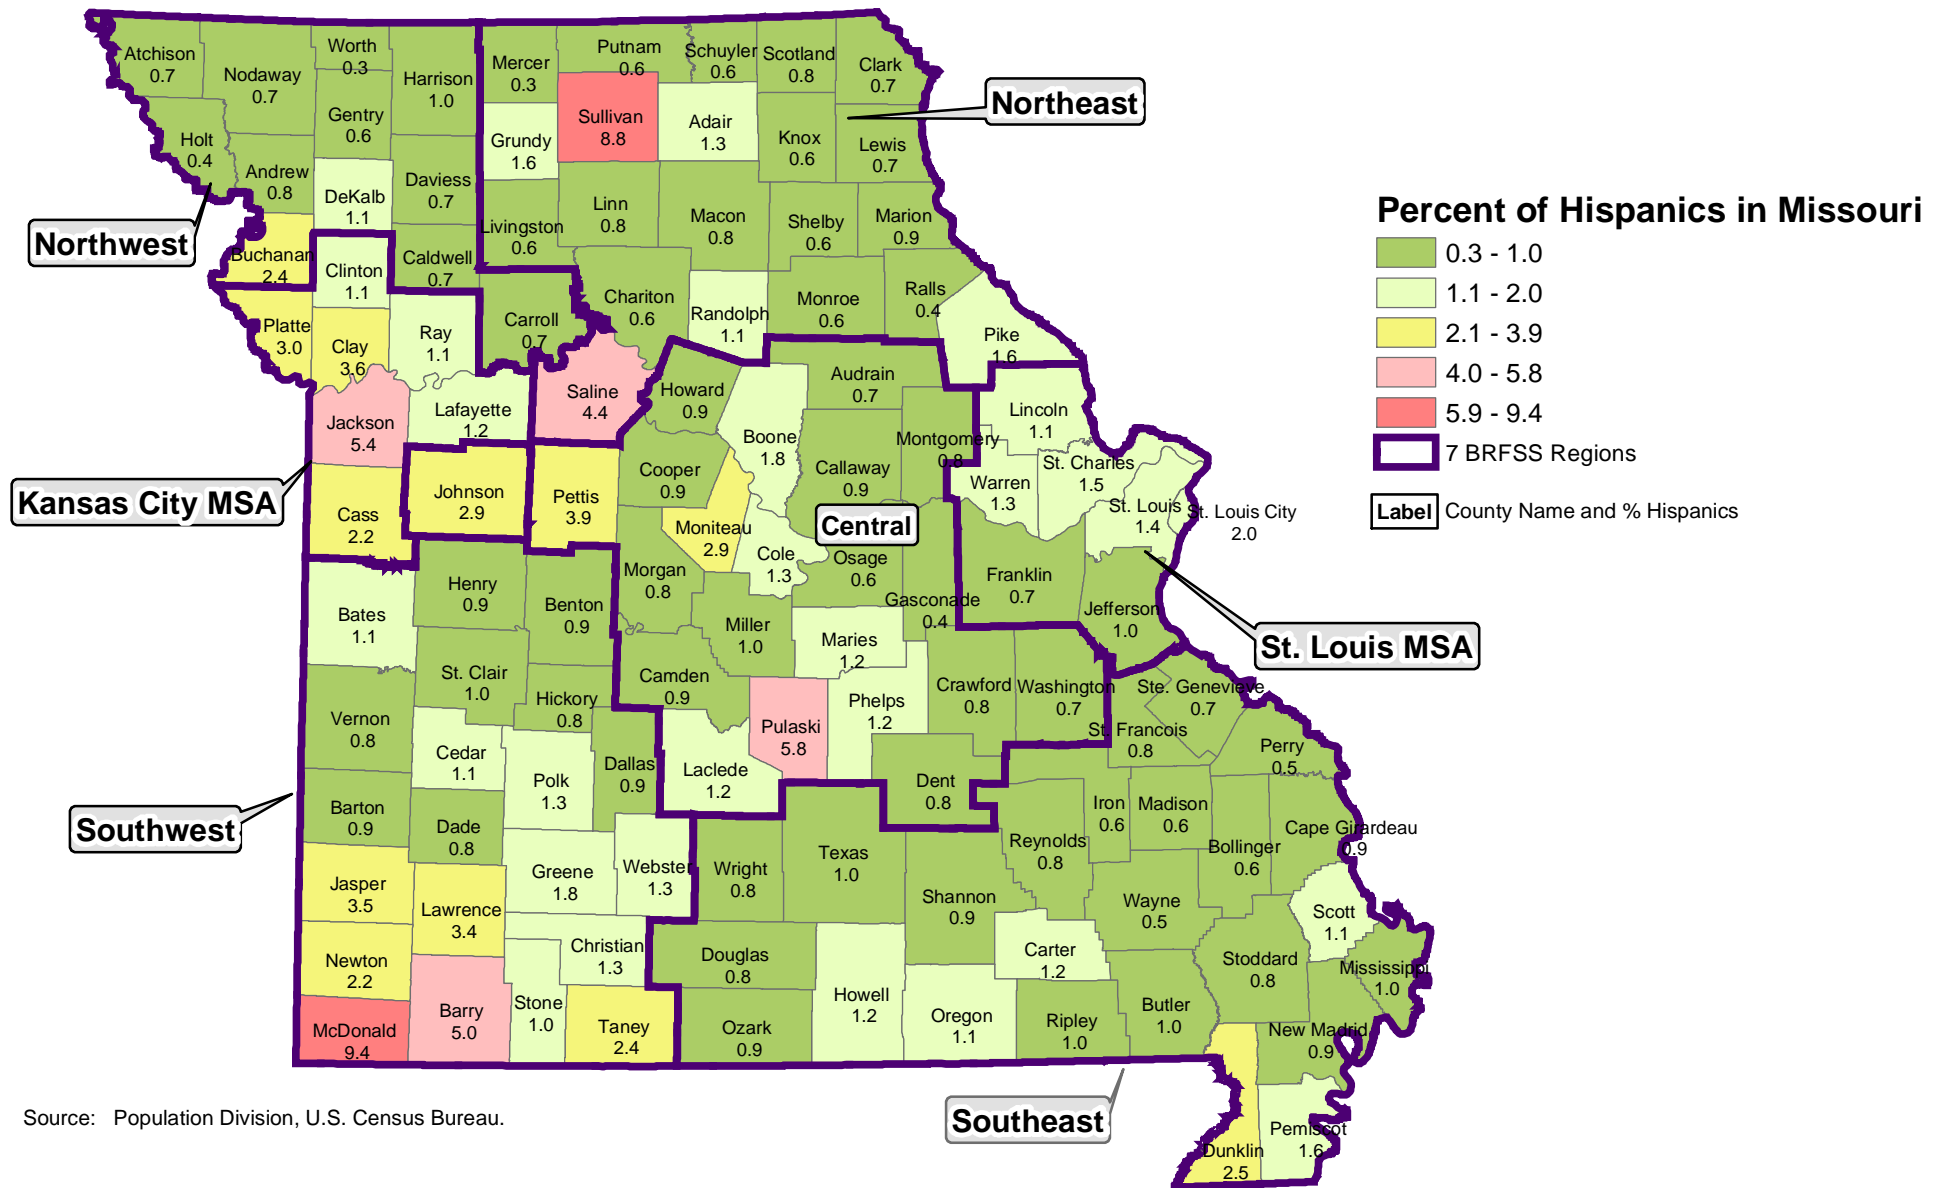 Atchison
0.7
Nodaway
0.7
Worth
0.3
Harrison
1.0
Mercer
0.3
Putnam
0.6
Schuyler
0.6
Scotland
0.8
Clark
0.7
Northeast
Holt
0.4
Andrew
0.8
Gentry
0.6
DeKalb
1.1
Daviess
0.7
Grundy
1.6
Sullivan
8.8
Adair
1.3
Knox
0.6
Lewis
0.7
Northwest
Buchanan
2.4
Clinton
1.1
Caldwell
0.7
Livingston
0.6
Linn
0.8
Macon
0.8
Shelby
0.6
Marion
0.9
Percent of Hispanics in Missouri
0.3 - 1.0
1.1 - 2.0
2.1 - 3.9
4.0 - 5.8
5.9 - 9.4
7 BRFSS Regions
Label
County Name and % Hispanics
Platte
3.0
Clay
3.6
Ray
1.1
Carroll
0.7
Chariton
0.6
Randolph
1.1
Monroe
0.6
Ralls
0.4
Pike
1.6
Jackson
5.4
Lafayette
1.2
Saline
4.4
Howard
0.9
Boone
1.8
Audrain
0.7
Callaway
0.9
Montgomery
0.8
Lincoln
1.1
Warren
1.3
St. Charles
1.5
St. Louis
1.4
St. Louis City
2.0
Kansas City MSA
Cass
2.2
Johnson
2.9
Pettis
3.9
Cooper
0.9
Moniteau
2.9
Central
Cole
1.3
Osage
0.6
Gasconade
0.4
Franklin
0.7
Jefferson
1.0
St. Louis MSA
Bates
1.1
Henry
0.9
Benton
0.9
Morgan
0.8
Miller
1.0
Maries
1.2
Vernon
0.8
St. Clair
1.0
Hickory
0.8
Camden
0.9
Pulaski
5.8
Phelps
1.2
Crawford
0.8
Washington
0.7
Ste. Genevieve
0.7
St. Francois
0.8
Perry
0.5
Southwest
Barton
0.9
Cedar
1.1
Polk
1.3
Dallas
0.9
Laclede
1.2
Dent
0.8
Iron
0.6
Madison
0.6
Bollinger
0.6
Cape Girardeau
0.9
Jasper
3.5
Dade
0.8
Greene
1.8
Webster
1.3
Wright
0.8
Texas
1.0
Shannon
0.9
Reynolds
0.8
Wayne
0.5
Scott
1.1
Newton
2.2
Lawrence
3.4
Christian
1.3
Douglas
0.8
Howell
1.2
Carter
1.2
Stoddard
0.8
Mississippi
1.0
McDonald
9.4
Barry
5.0
Stone
1.0
Taney
2.4
Ozark
0.9
Oregon
1.1
Ripley
1.0
Butler
1.0
New Madrid
0.9
Southeast
Dunklin
2.5
Pemiscot
1.6
Source: Population Division, U.S. Census Bureau.